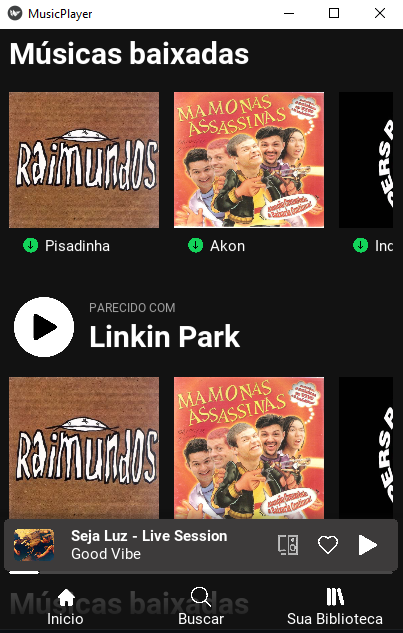 MusicPlayer
Músicas baixadas
Raimundos
MAMONAS
ASSASSINAS
Pisadinha
Akon
Inc
PARECIDO COM
Linkin Park
Raimundos
MAMONAS
ASSASSINAS
Seja Luz - Live Session
Good Vibe
Músicas baixadas
Inicio
Buscar
Sua Biblioteca